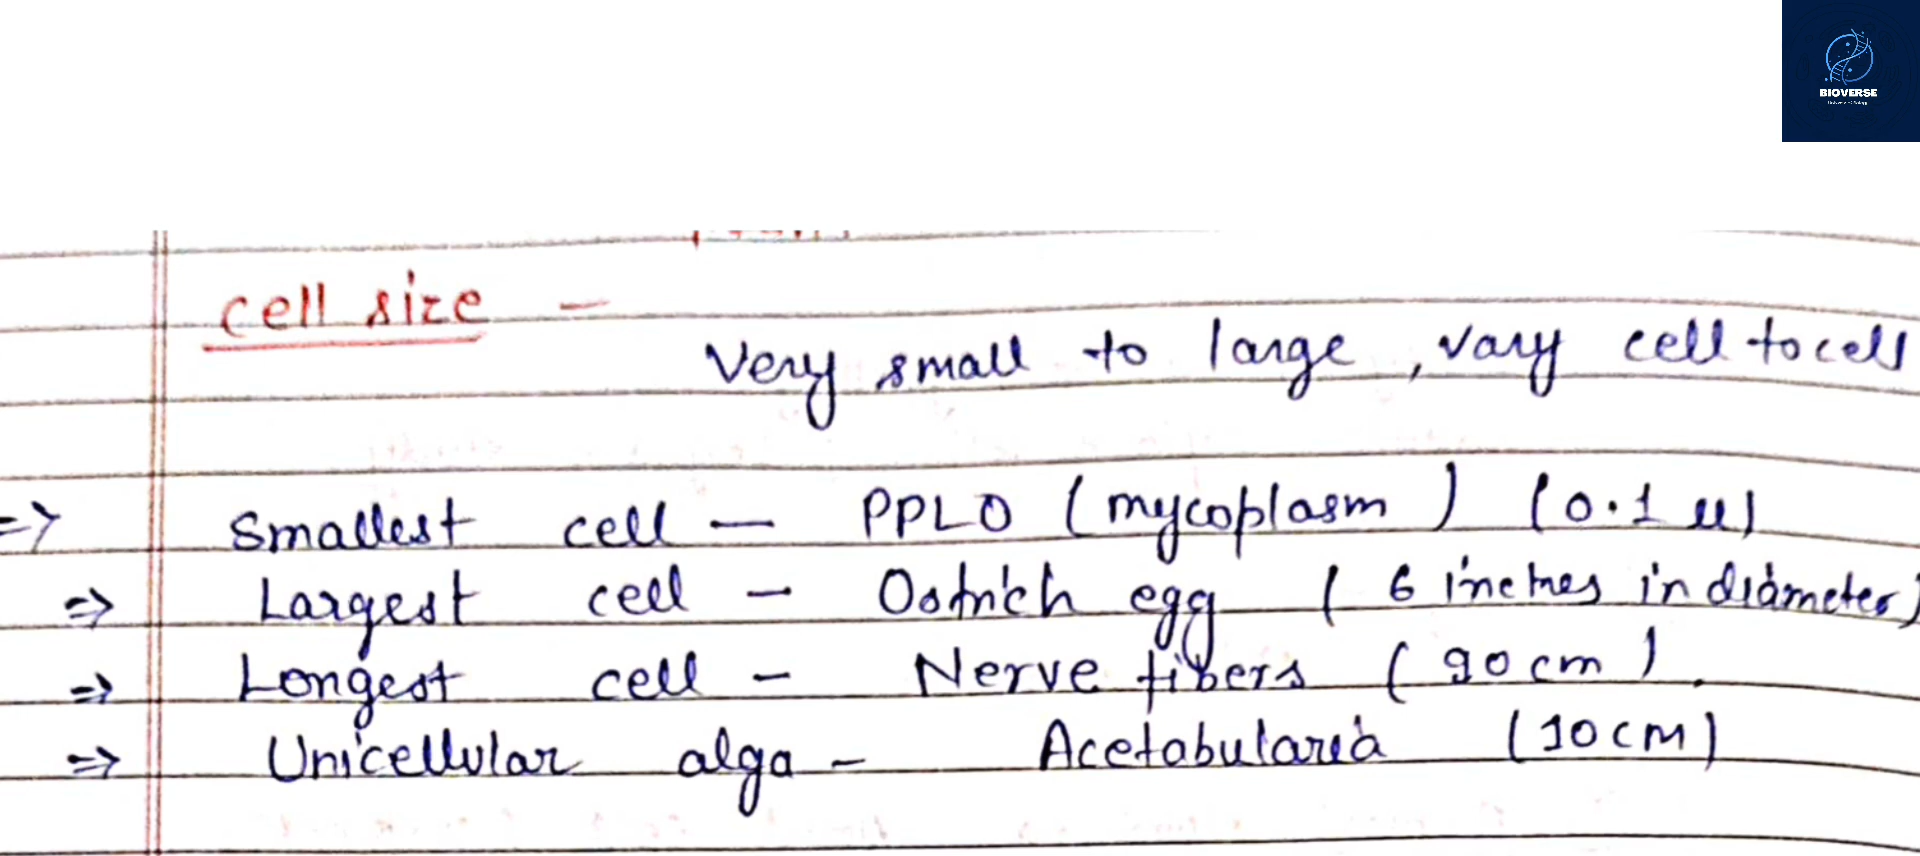 BIOVERSE
cell size –
Very small to large , vary cell to cell
=> Smallest cell — PPLO (mycoplasm) (0.1 u)
=> Largest cell – Ostrich egg ( 6 inches in diameter)
=> Longest cell – Nerve fibers ( 90 cm ).
=> Unicellular alga – Acetabularia (10 cm)